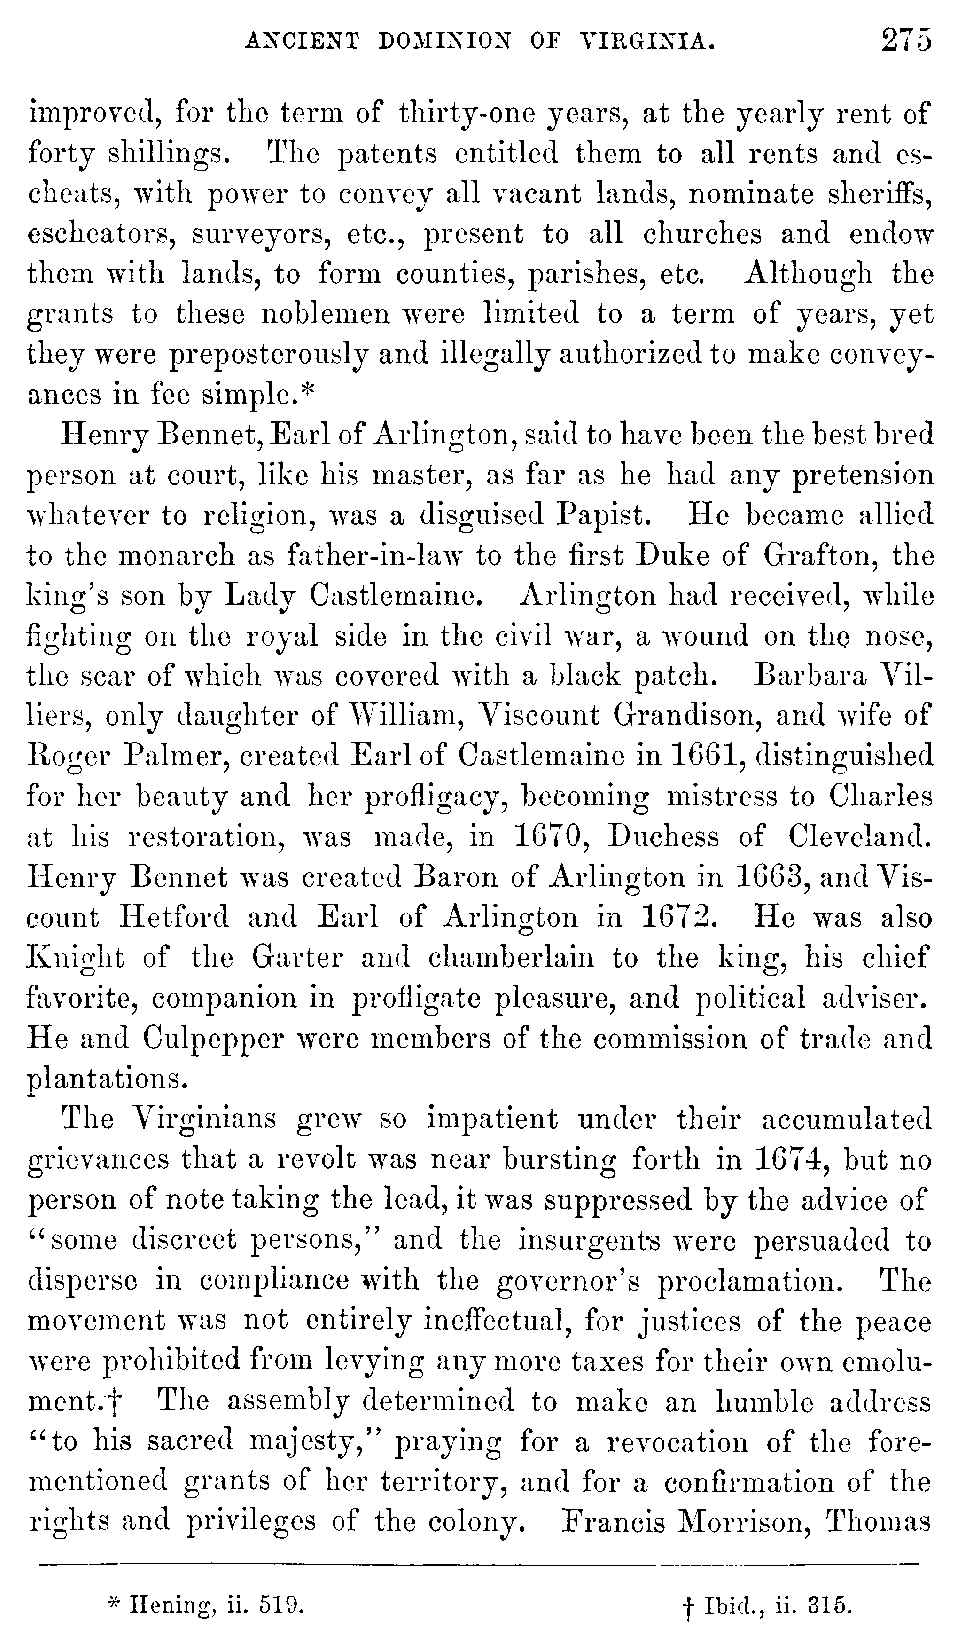 ANCIENT DOMINION OF VIRGINIA. 275
improved, for the term of thirty-one years, at the yearly rent of
forty shillings. The patents entitled them to all rents and es-
cheats, with power to convey all vacant lands, nominate sheriffs,
escheators, surveyors, etc., present to all churches and endow
them with lands, to form counties, parishes, etc. Although the
grants to these noblemen were limited to a term of years, yet
they were preposterously and illegally authorized to make convey-
ances in fee simple.*
Henry Bennet, Earl of Arlington, said to have been the best bred
person at court, like his master, as far as he had any pretension
whatever to religion, was a disguised Papist. He became allied
to the monarch as father-in-law to the first Duke of Grafton, the
king's son by Lady Castlemaine. Arlington had received, while
fighting on the royal side in the civil war, a wound on the nose,
the scar of which was covered with a black patch. Barbara Vil-
liers, only daughter of William, Viscount Grandison, and wife of
Roger Palmer, created Earl of Castlemaine in 1661, distinguished
for her beauty and her profligacy, becoming mistress to Charles
at his restoration, was made, in 1670, Duchess of Cleveland.
Henry Bennet was created Baron of Arlington in 1663, and Vis-
count Hetford and Earl of Arlington in 1672. He was also
Knight of the Garter and chamberlain to the king, his chief
favorite, companion in profligate pleasure, and political adviser.
He and Culpepper were members of the commission of trade and
plantations.
The Virginians grew so impatient under their accumulated
grievances that a revolt was near bursting forth in 1674, but no
person of note taking the lead, it was suppressed by the advice of
"some discreet persons," and the insurgents were persuaded to
disperse in compliance with the governor's proclamation. The
movement was not entirely ineffectual, for justices of the peace
were prohibited from levying any more taxes for their own emolu-
ment.† The assembly determined to make an humble address
"to his sacred majesty," praying for a revocation of the fore-
mentioned grants of her territory, and for a confirmation of the
rights and privileges of the colony. Francis Morrison, Thomas
* Hening, ii. 519. † Ibid., ii. 315.